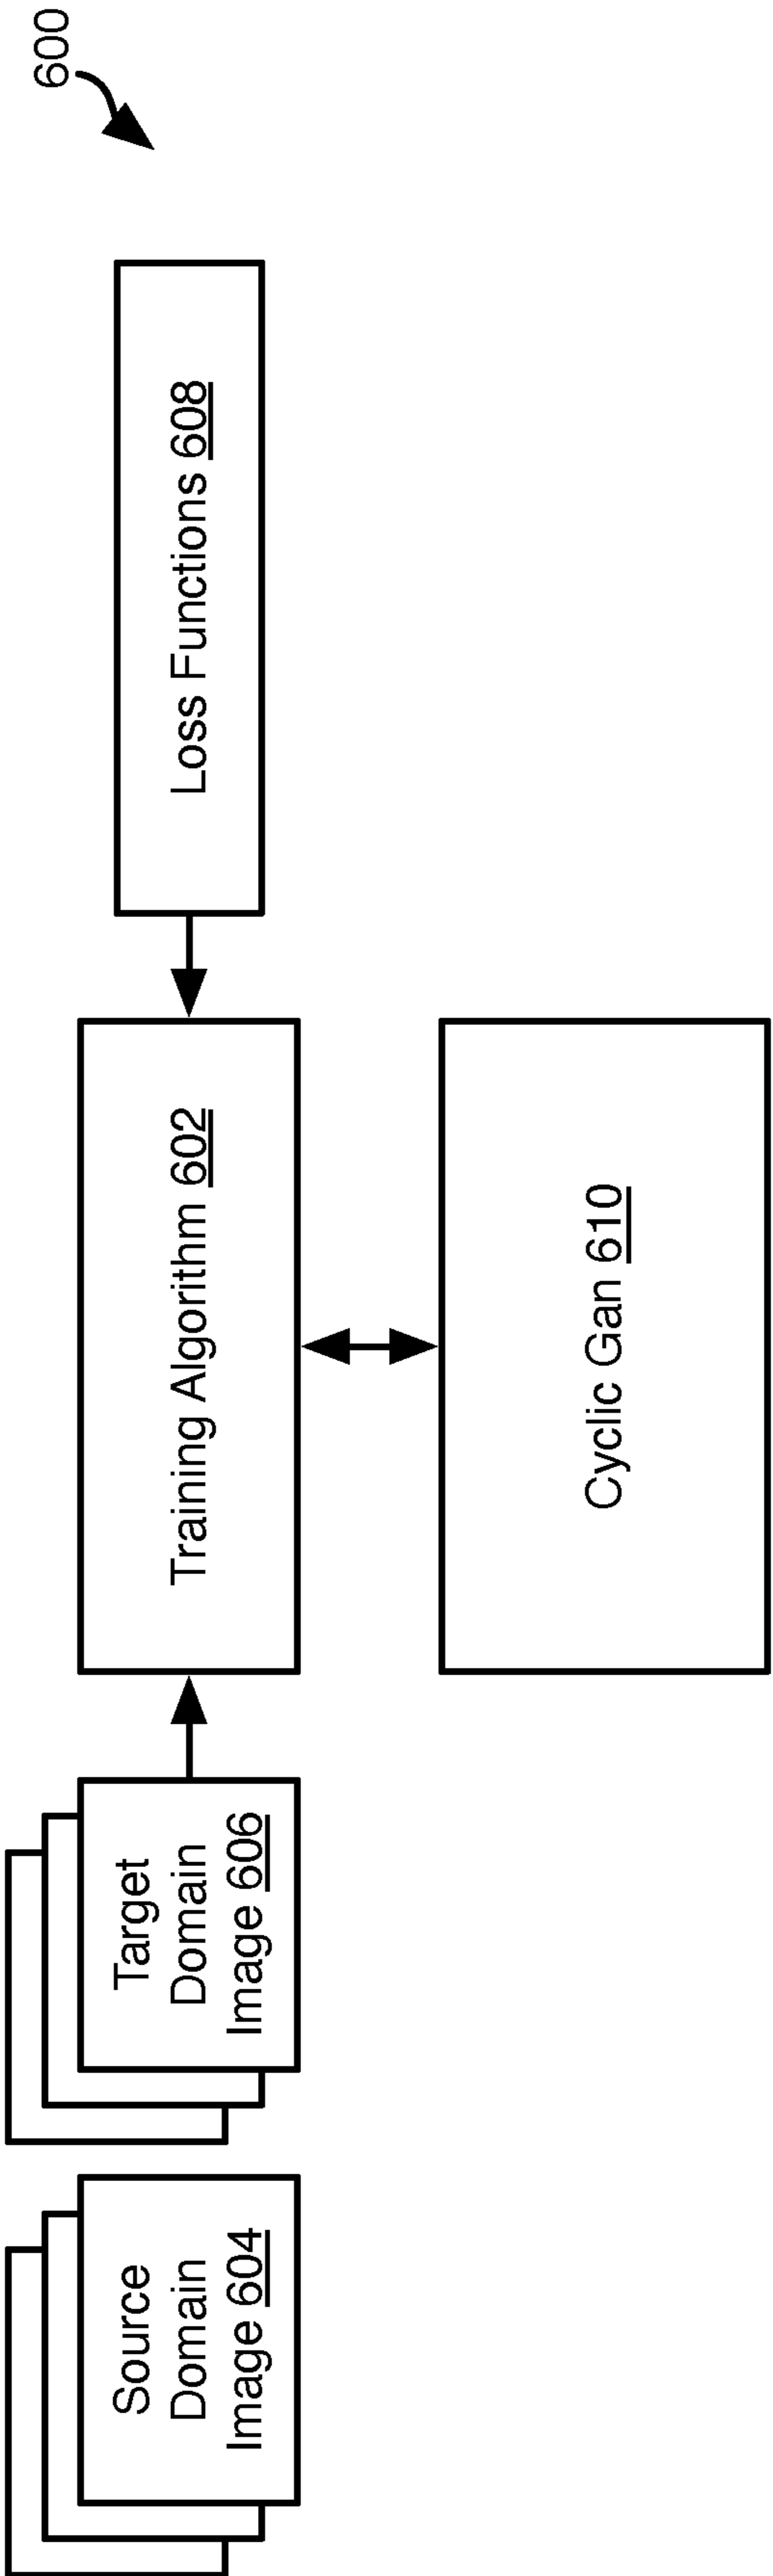 600
Source
Domain
Image 604
Target
Domain
Image 606
Training Algorithm 602
Loss Functions 608
Cyclic Gan 610